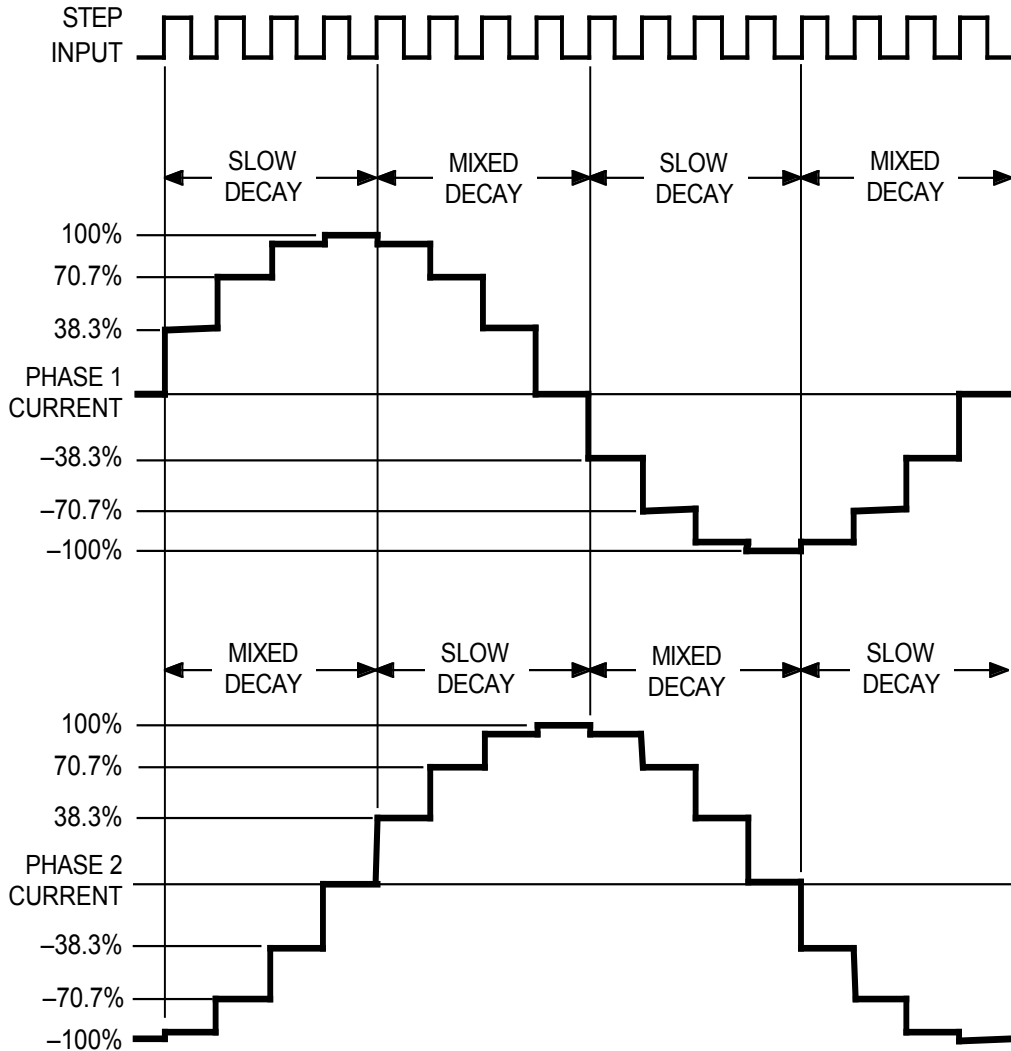 STEP
INPUT
SLOW
DECAY
MIXED
DECAY
SLOW
DECAY
MIXED
DECAY
100%
70.7%
38.3%
PHASE 1
CURRENT
–38.3%
–70.7%
–100%
MIXED
DECAY
SLOW
DECAY
MIXED
DECAY
SLOW
DECAY
100%
70.7%
38.3%
PHASE 2
CURRENT
–38.3%
–70.7%
–100%